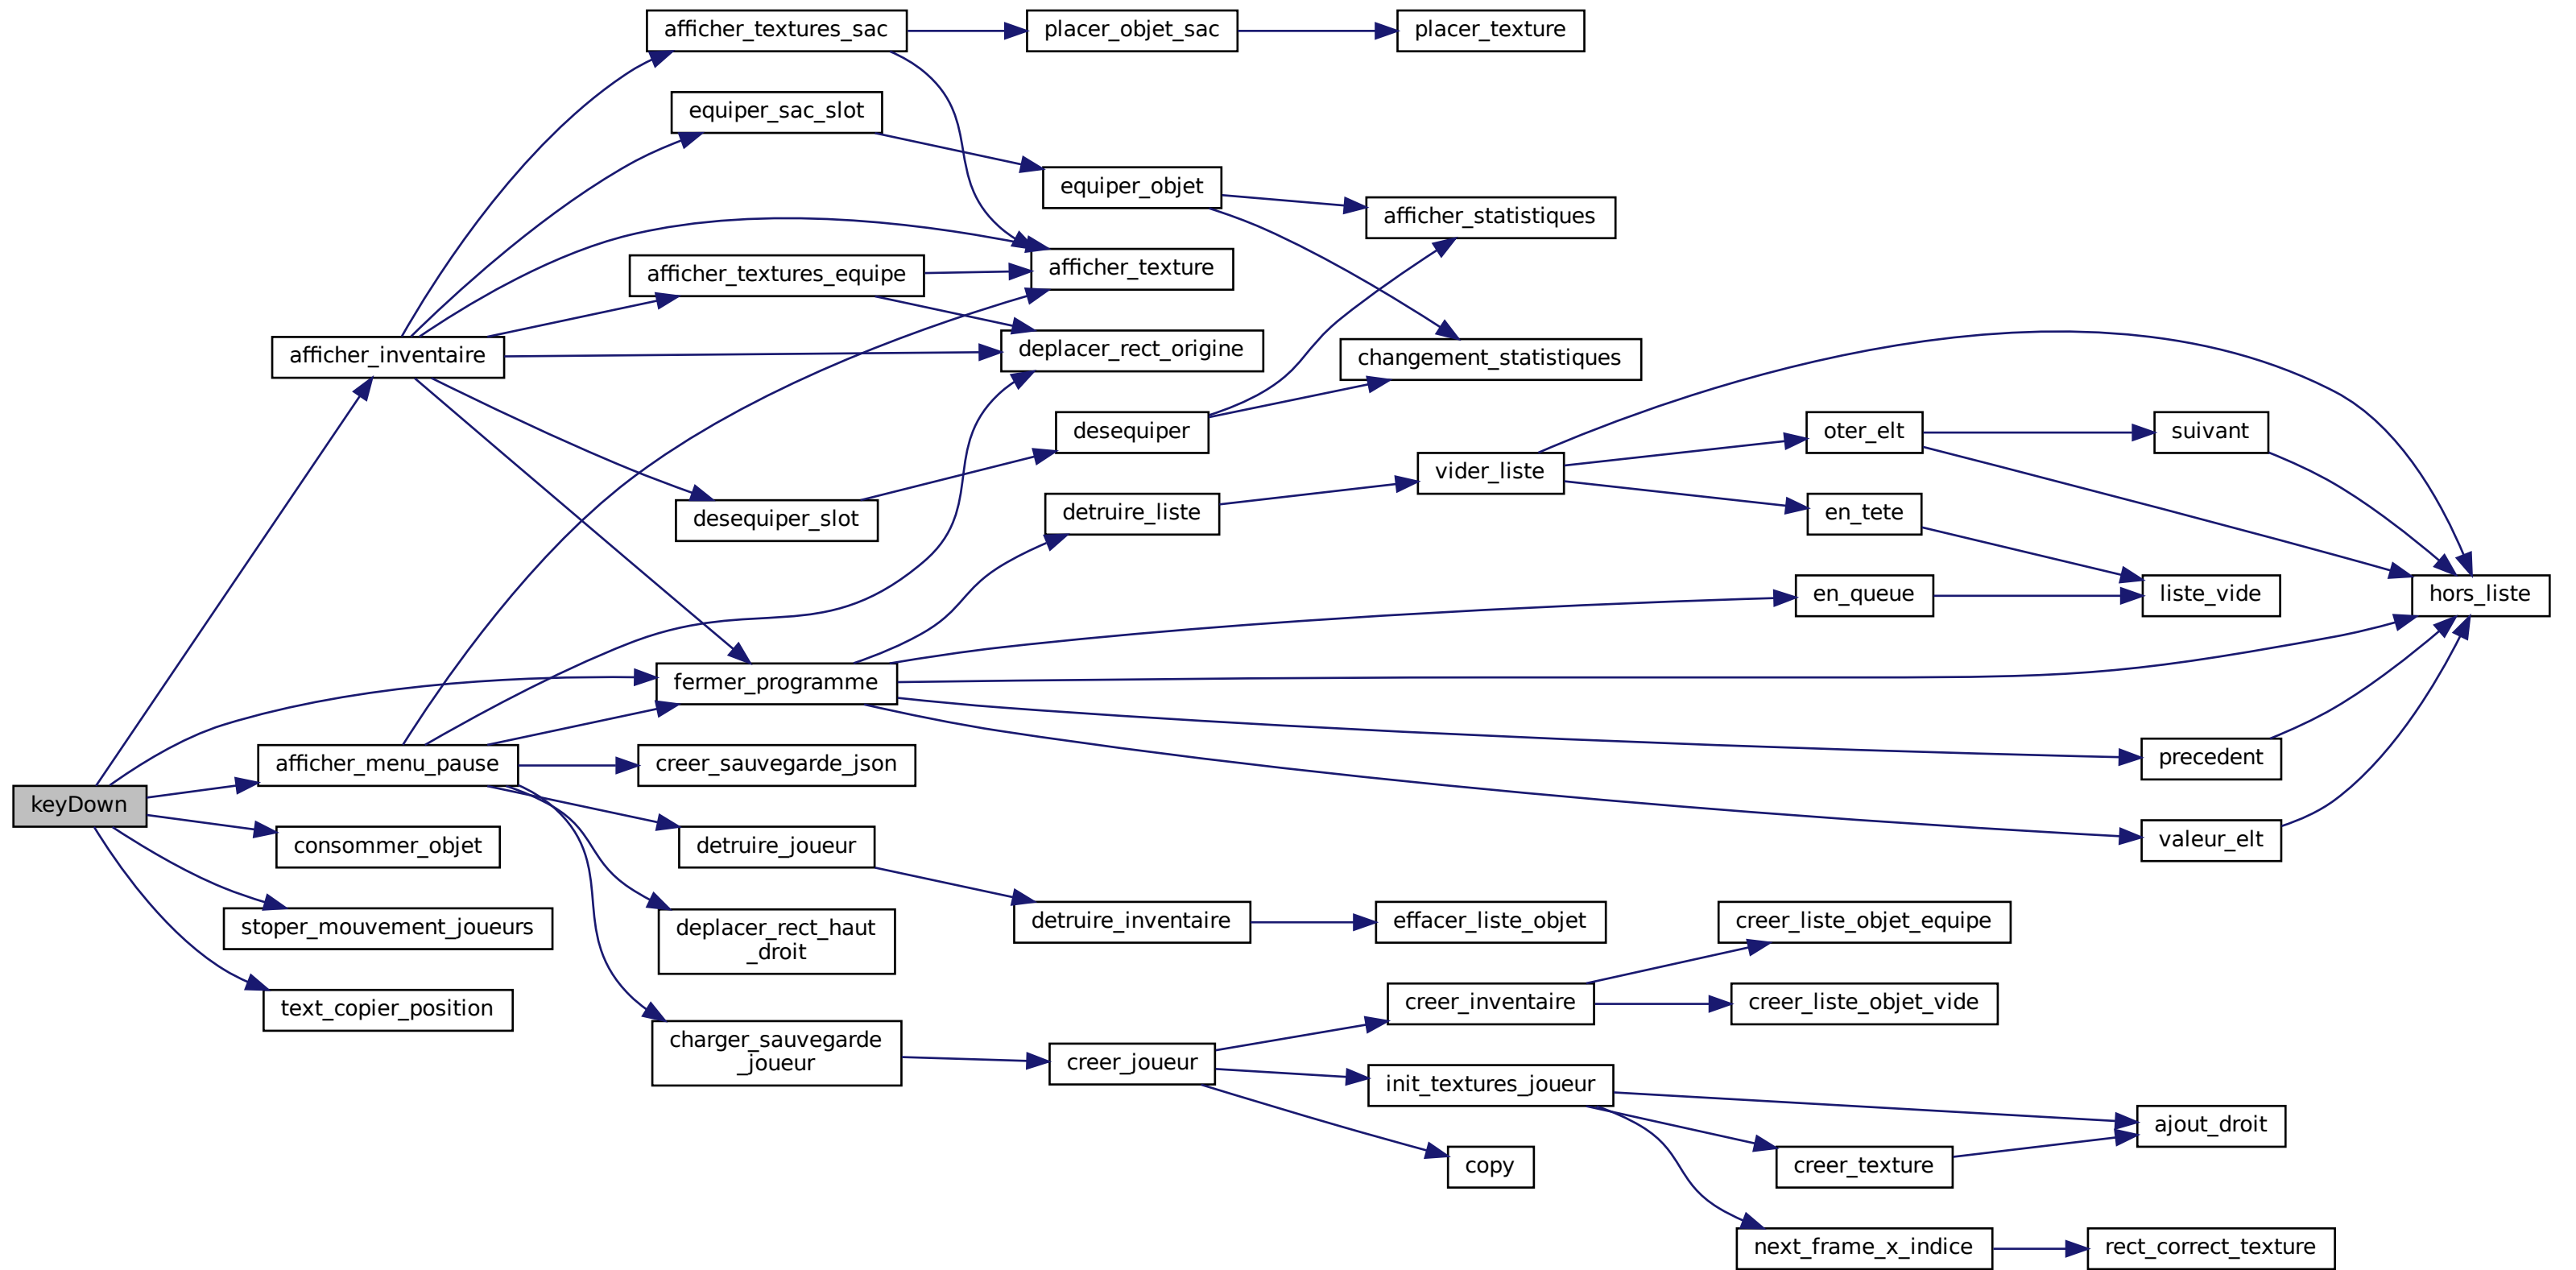 afficher_textures_sac
placer_objet_sac
placer_texture
equiper_sac_slot
equiper_objet
afficher_statistiques
afficher_textures_equipe
afficher_texture
afficher_inventaire
deplacer_rect_origine
changement_statistiques
desequiper
oter_elt
suivant
vider_liste
desequiper_slot
detruire_liste
en_tete
en_queue
liste_vide
hors_liste
fermer_programme
afficher_menu_pause
creer_sauvegarde_json
precedent
keyDown
consommer_objet
detruire_joueur
valeur_elt
stoper_mouvement_joueurs
deplacer_rect_haut
_droit
detruire_inventaire
effacer_liste_objet
creer_liste_objet_equipe
text_copier_position
creer_inventaire
creer_liste_objet_vide
charger_sauvegarde
_joueur
creer_joueur
init_textures_joueur
ajout_droit
copy
creer_texture
next_frame_x_indice
rect_correct_texture